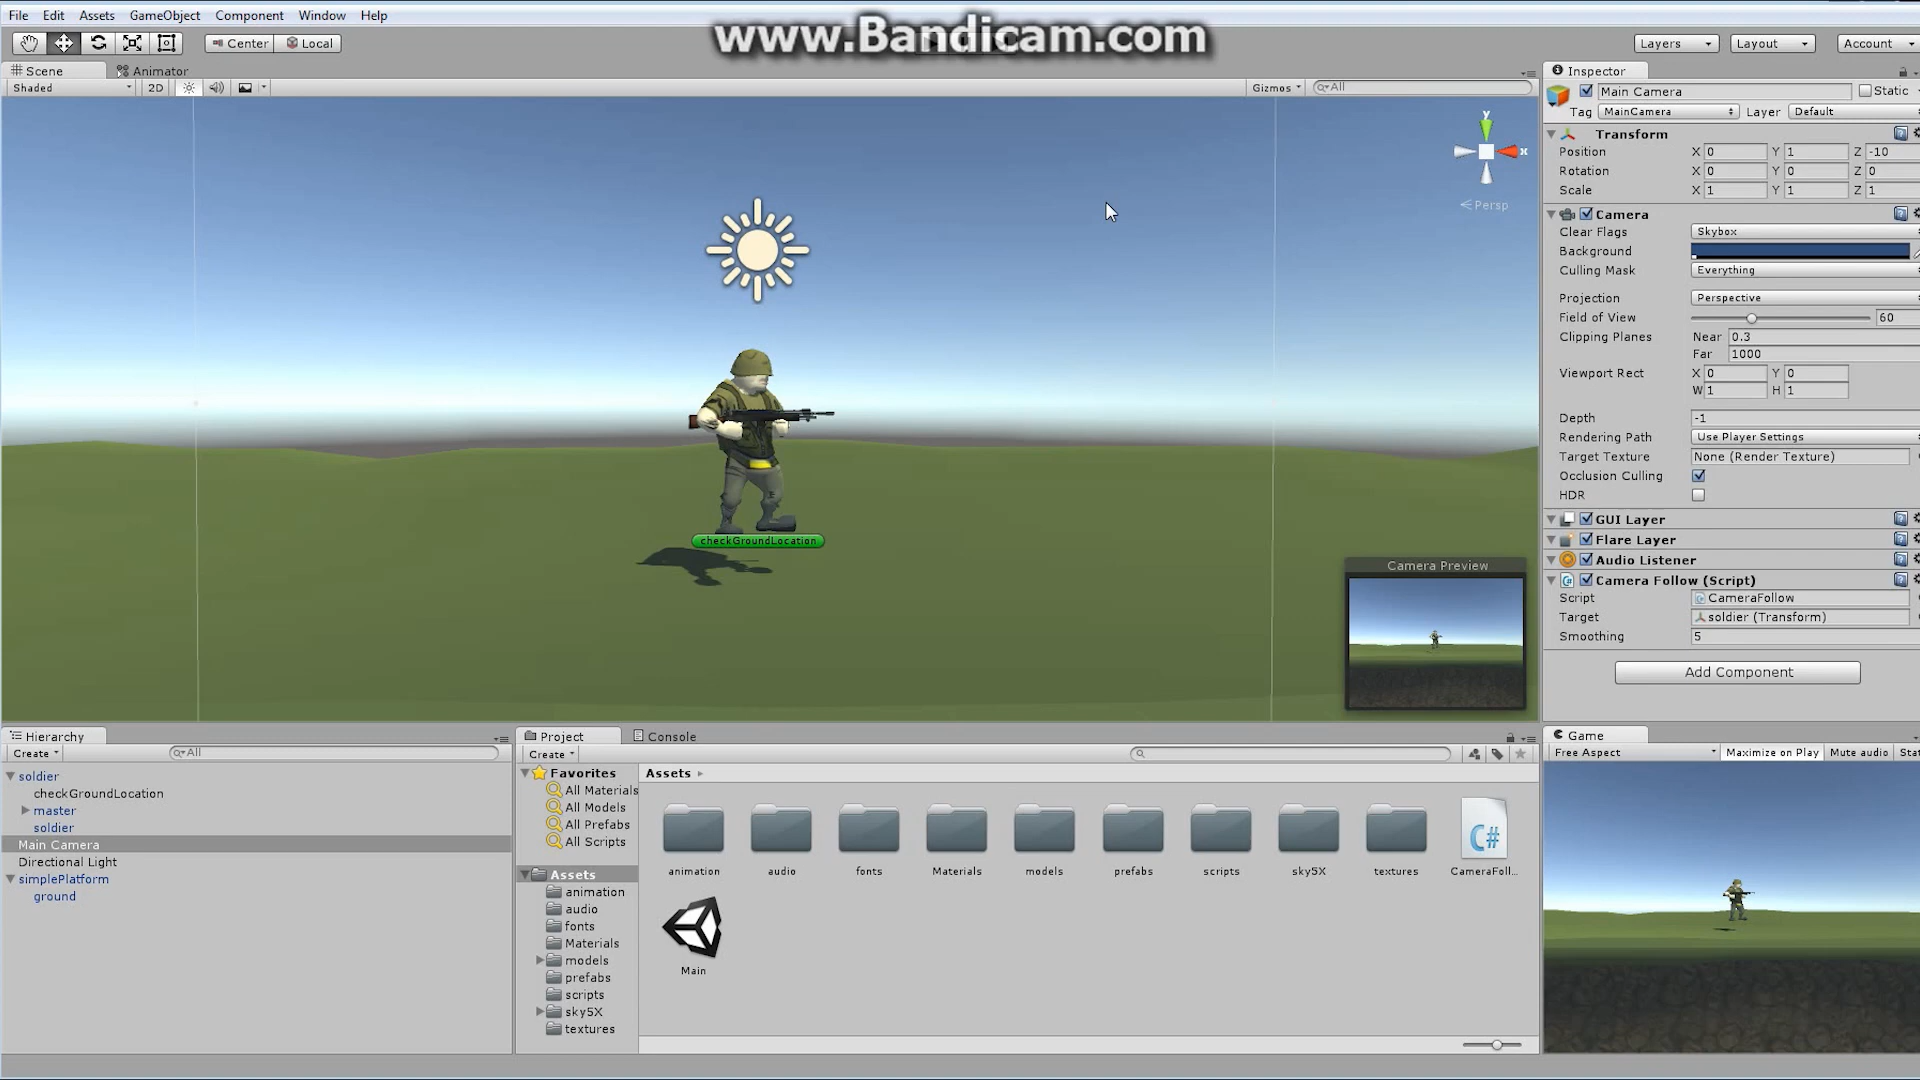 File Edit Assets GameObject Component Window Help
www.Bandicam.com
Center Local
Layers Layout Account
Scene Animator
Shaded 2D Gizmos All
y
x
Persp
checkGroundLocation
Camera Preview
Inspector
Main Camera Static
Tag MainCamera Layer Default
Transform
Position X 0 Y 1 Z -10
Rotation X 0 Y 0 Z 0
Scale X 1 Y 1 Z 1
Camera
Clear Flags Skybox
Background
Culling Mask Everything
Projection Perspective
Field of View 60
Clipping Planes Near 0.3
Far 1000
Viewport Rect X 0 Y 0
W 1 H 1
Depth -1
Rendering Path Use Player Settings
Target Texture None (Render Texture)
Occlusion Culling
HDR
GUI Layer
Flare Layer
Audio Listener
Camera Follow (Script)
Script CameraFollow
Target soldier (Transform)
Smoothing 5
Add Component
Hierarchy
Create All
soldier
checkGroundLocation
master
soldier
Main Camera
Directional Light
simplePlatform
ground
Project Console
Create
Favorites
All Materials
All Models
All Prefabs
All Scripts
Assets
animation
audio
fonts
Materials
models
prefabs
scripts
sky5X
textures
Assets
animation audio fonts Materials models prefabs scripts sky5X textures CameraFoll...
C#
Main
Game
Free Aspect Maximize on Play Mute audio Stat